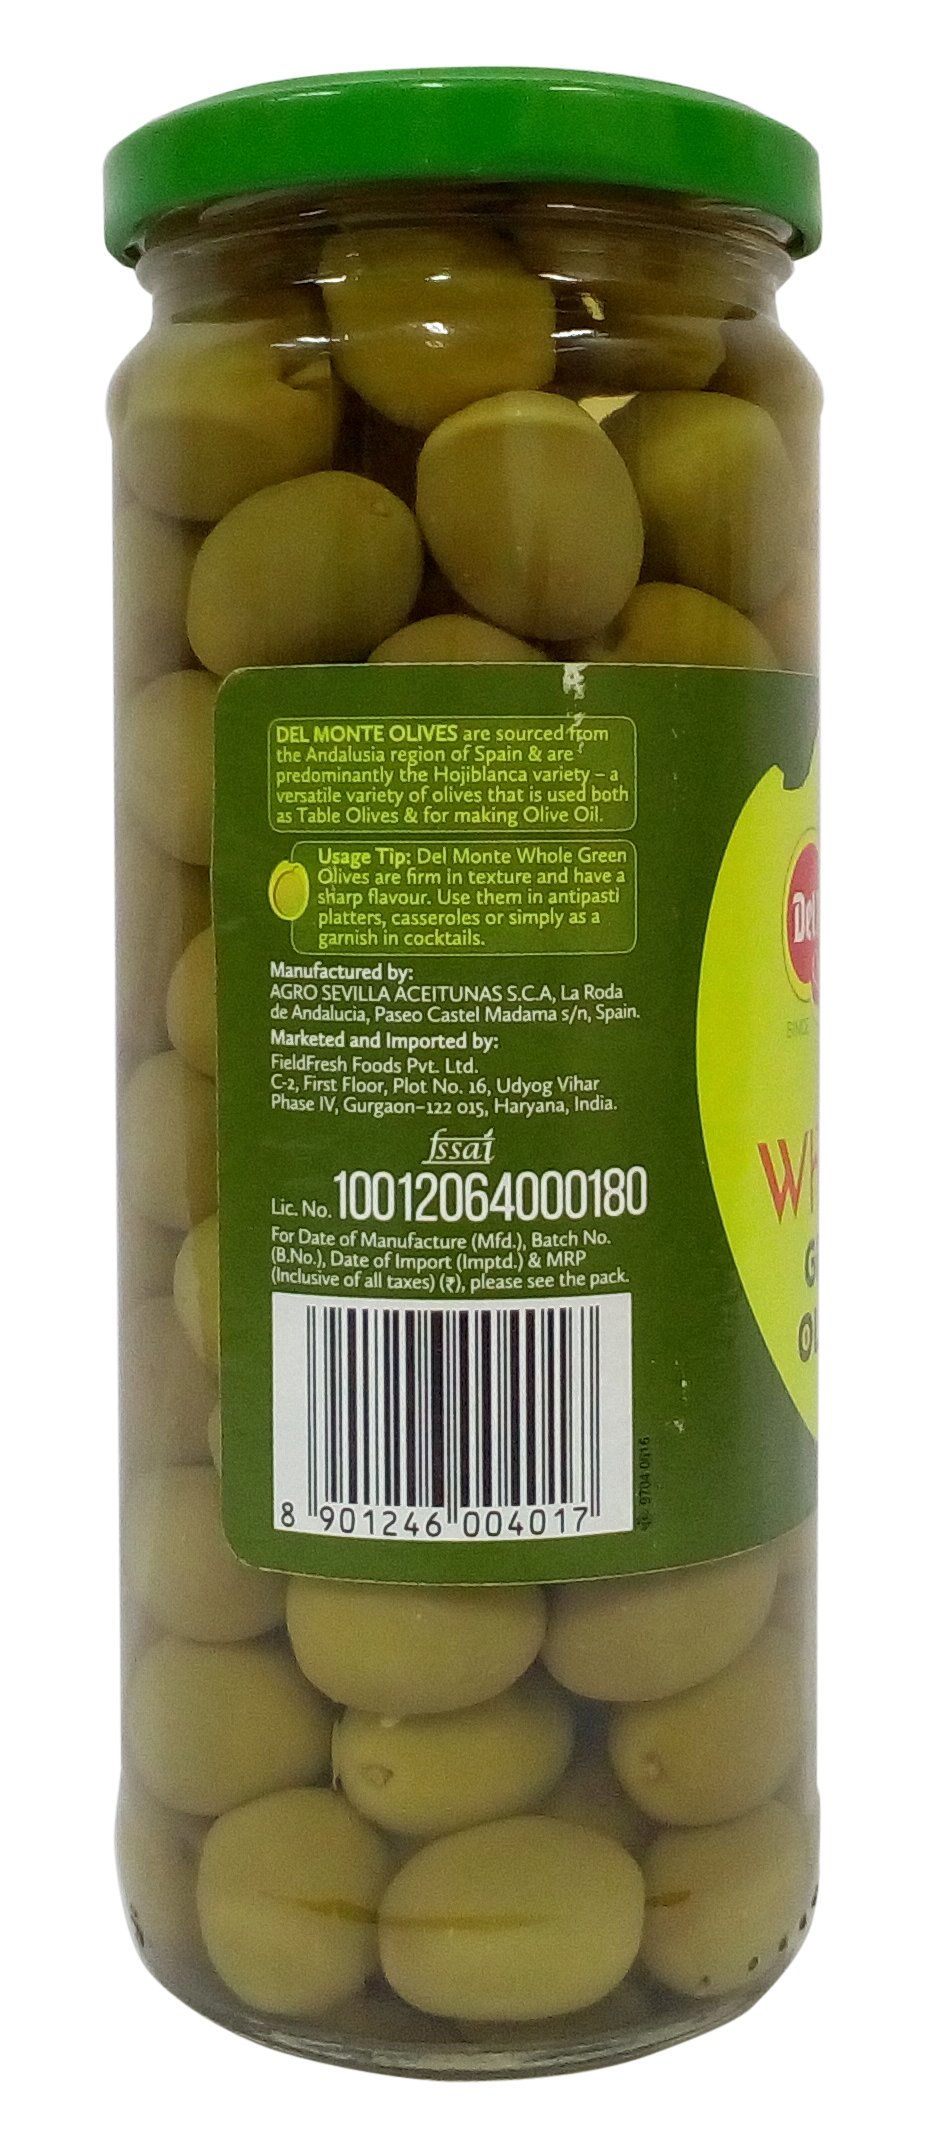 DEL MONTE OLIVES are sourced from
the Andalusia region of Spain & are
predominantly the Hojiblanca variety – a
versatile variety of olives that is used both
as Table Olives & for making Olive Oil.
Usage Tip: Del Monte Whole Green
Olives are firm in texture and have a
sharp flavour. Use them in antipasti
platters, casseroles or simply as a
garnish in cocktails.
Manufactured by:
AGRO SEVILLA ACEITUNAS S.C.A, La Roda
de Andalucia, Paseo Castel Madama s/n, Spain.
Marketed and Imported by:
FieldFresh Foods Pvt. Ltd.
C-2, First Floor, Plot No. 16, Udyog Vihar
Phase IV, Gurgaon-122 015, Haryana, India.
fssai
Lic. No. 10012064000180
For Date of Manufacture (Mfd.), Batch No.
(B.No.), Date of Import (Imptd.) & MRP
(Inclusive of all taxes) (₹), please see the pack.
8 901246 004017
De
W
G